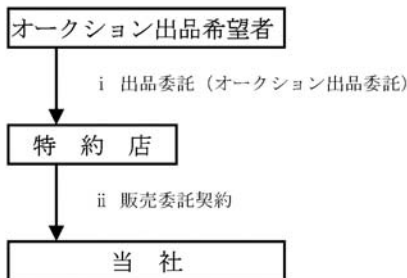 オークション出品希望者
i 出品委託（オークション出品委託）
特約店
ii 販売委託契約
当社